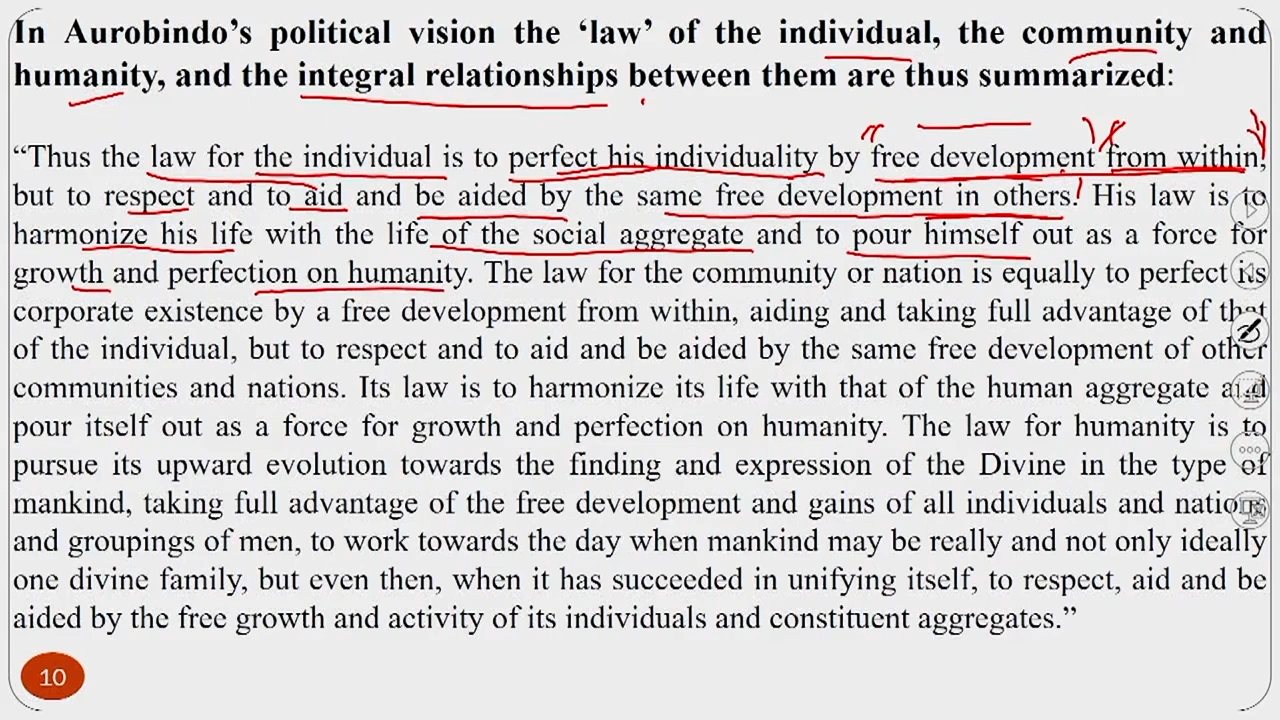 In Aurobindo’s political vision the ‘law’ of the individual, the community and
humanity, and the integral relationships between them are thus summarized:
“Thus the law for the individual is to perfect his individuality by free development from within,
but to respect and to aid and be aided by the same free development in others. His law is to
harmonize his life with the life of the social aggregate and to pour himself out as a force for
growth and perfection on humanity. The law for the community or nation is equally to perfect its
corporate existence by a free development from within, aiding and taking full advantage of that
of the individual, but to respect and to aid and be aided by the same free development of other
communities and nations. Its law is to harmonize its life with that of the human aggregate and
pour itself out as a force for growth and perfection on humanity. The law for humanity is to
pursue its upward evolution towards the finding and expression of the Divine in the type of
mankind, taking full advantage of the free development and gains of all individuals and nations
and groupings of men, to work towards the day when mankind may be really and not only ideally
one divine family, but even then, when it has succeeded in unifying itself, to respect, aid and be
aided by the free growth and activity of its individuals and constituent aggregates.”
10